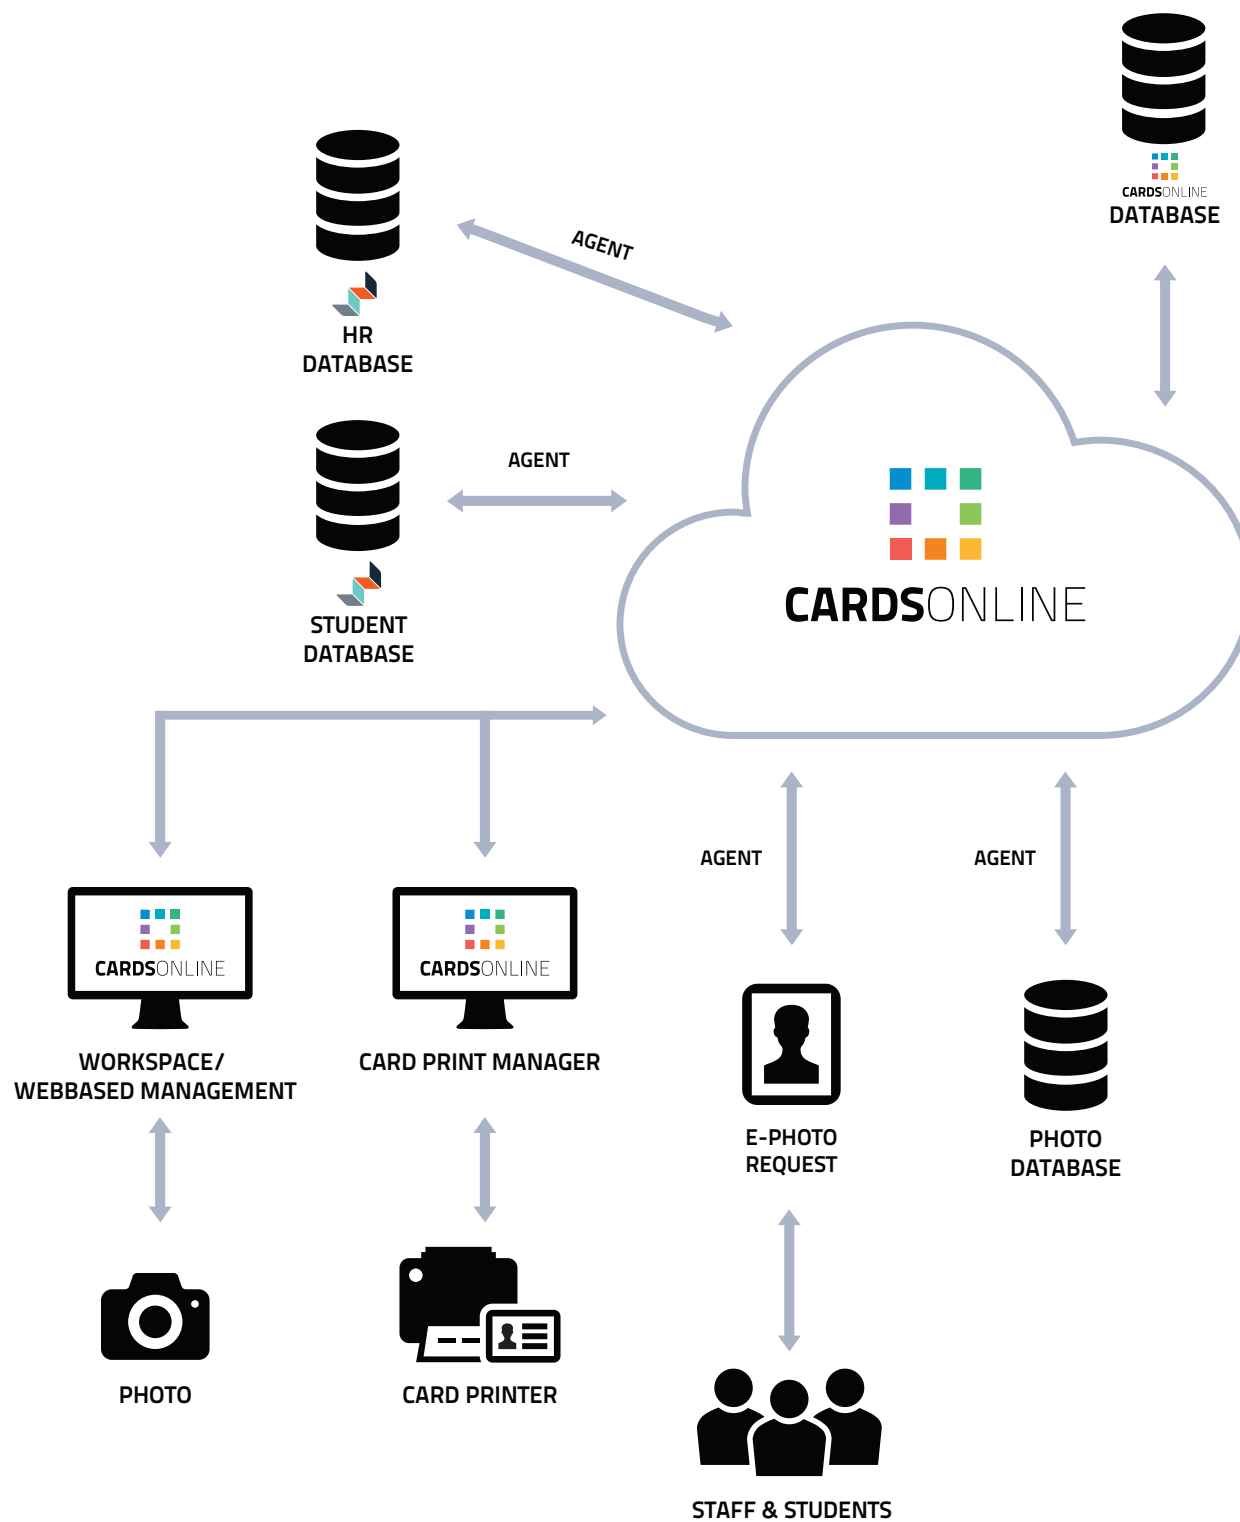 CARDSONLINE
DATABASE
AGENT
HR
DATABASE
AGENT
STUDENT
DATABASE
CARDSONLINE
AGENT
AGENT
CARDSONLINE
CARDSONLINE
WORKSPACE/
WEBBASED MANAGEMENT
CARD PRINT MANAGER
E-PHOTO
REQUEST
PHOTO
DATABASE
PHOTO
CARD PRINTER
STAFF & STUDENTS